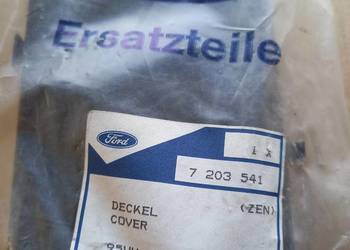 Ersatzteile
Ford
1 X
7 203 541
DECKEL (ZEN)
COVER